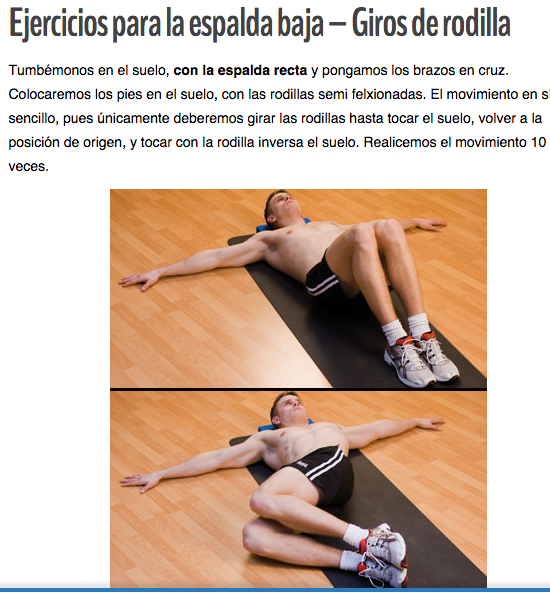 Ejercicios para la espalda baja – Giros de rodilla
Tumbémonos en el suelo, con la espalda recta y pongamos los brazos en cruz.
Colocaremos los pies en el suelo, con las rodillas semi felxionadas. El movimiento en
sencillo, pues únicamente deberemos girar las rodillas hasta tocar el suelo, volver a la
posición de origen, y tocar con la rodilla inversa el suelo. Realicemos el movimiento 10
veces.